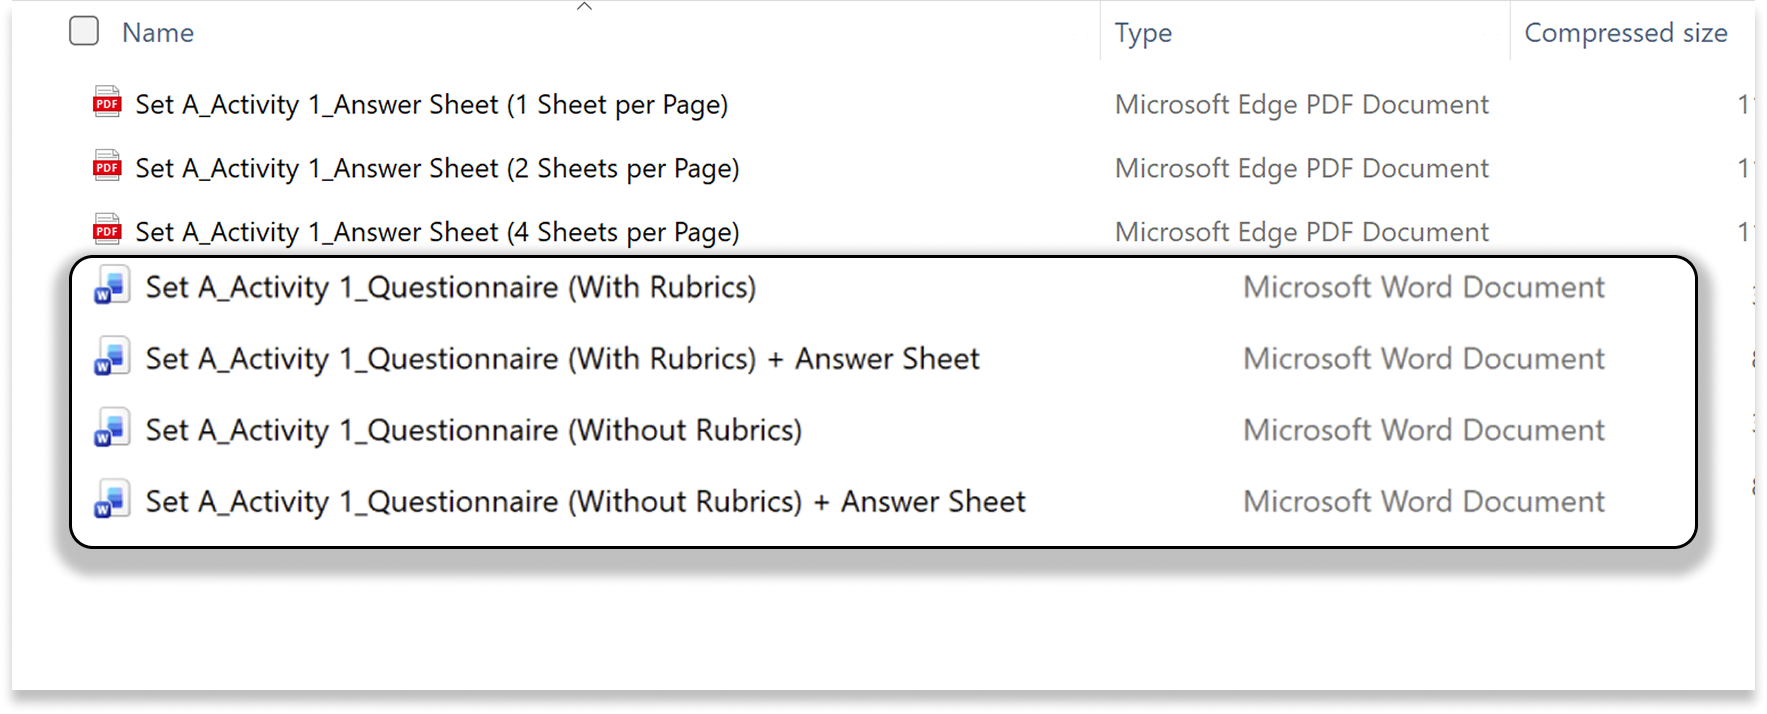 Name Type Compressed size
PDF Set A_Activity 1_Answer Sheet (1 Sheet per Page) Microsoft Edge PDF Document
PDF Set A_Activity 1_Answer Sheet (2 Sheets per Page) Microsoft Edge PDF Document
PDF Set A_Activity 1_Answer Sheet (4 Sheets per Page) Microsoft Edge PDF Document
W Set A_Activity 1_Questionnaire (With Rubrics) Microsoft Word Document
W Set A_Activity 1_Questionnaire (With Rubrics) + Answer Sheet Microsoft Word Document
W Set A_Activity 1_Questionnaire (Without Rubrics) Microsoft Word Document
W Set A_Activity 1_Questionnaire (Without Rubrics) + Answer Sheet Microsoft Word Document